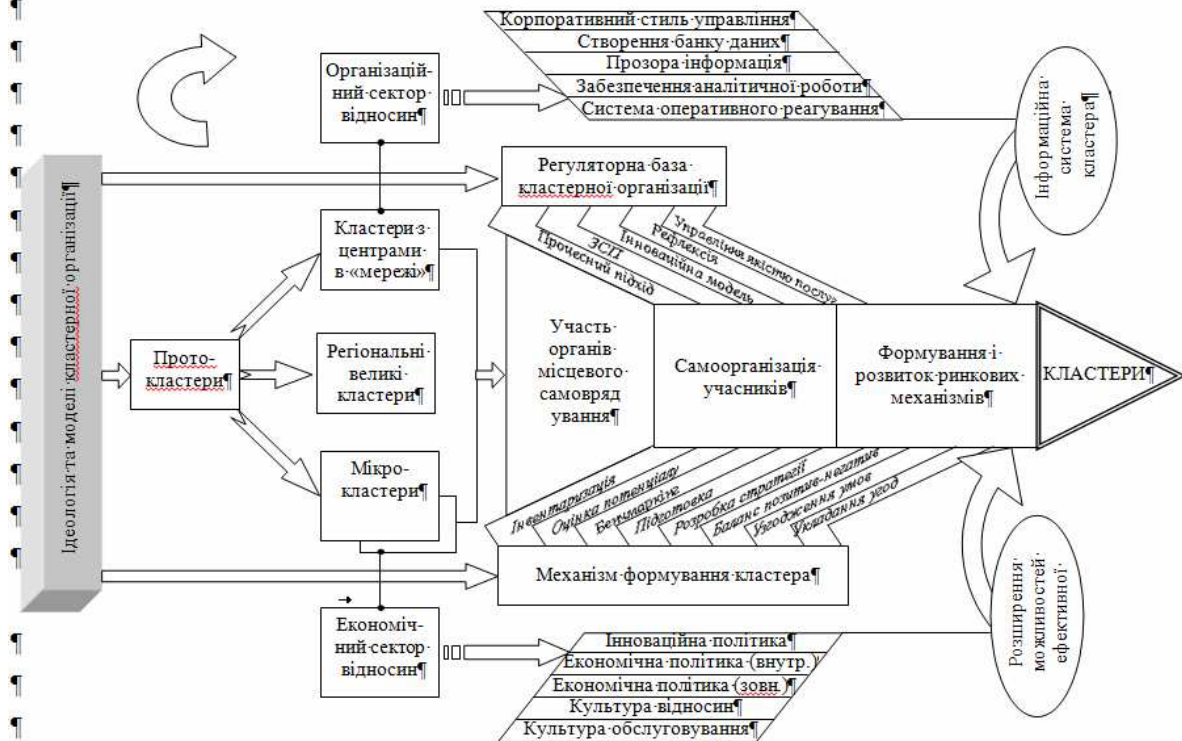 Корпоративний стиль управління
Створення банку даних
Прозора інформація
Забезпечення аналітичної роботи
Система оперативного реагування
Організацій-
ний сектор
відносин
Інформаційна
система
кластера
Ідеологія та моделі кластерної організації
Регуляторна база
кластерної організації
Процесний підхід
ЗСП
Інноваційна модель
Рефлексія
Управління якістю послуг
Кластери з
центрами
в «мережі»
Прото-
кластери
Регіональні
великі
кластери
Мікро-
кластери
Участь
органів
місцевого
самовряд
ування
Самоорганізація
учасників
Формування і
розвиток ринкових
механізмів
КЛАСТЕРИ
Інвентаризація
Оцінка потенціалу
Бенчмаркінг
Підготовка
Розробка стратегії
Баланс позитив-негатив
Узгодження умов
Укладання угод
Механізм формування кластера
Економіч-
ний сектор
відносин
Інноваційна політика
Економічна політика (внутр.)
Економічна політика (зовн.)
Культура відносин
Культура обслуговування
Розширення
можливостей
ефективної